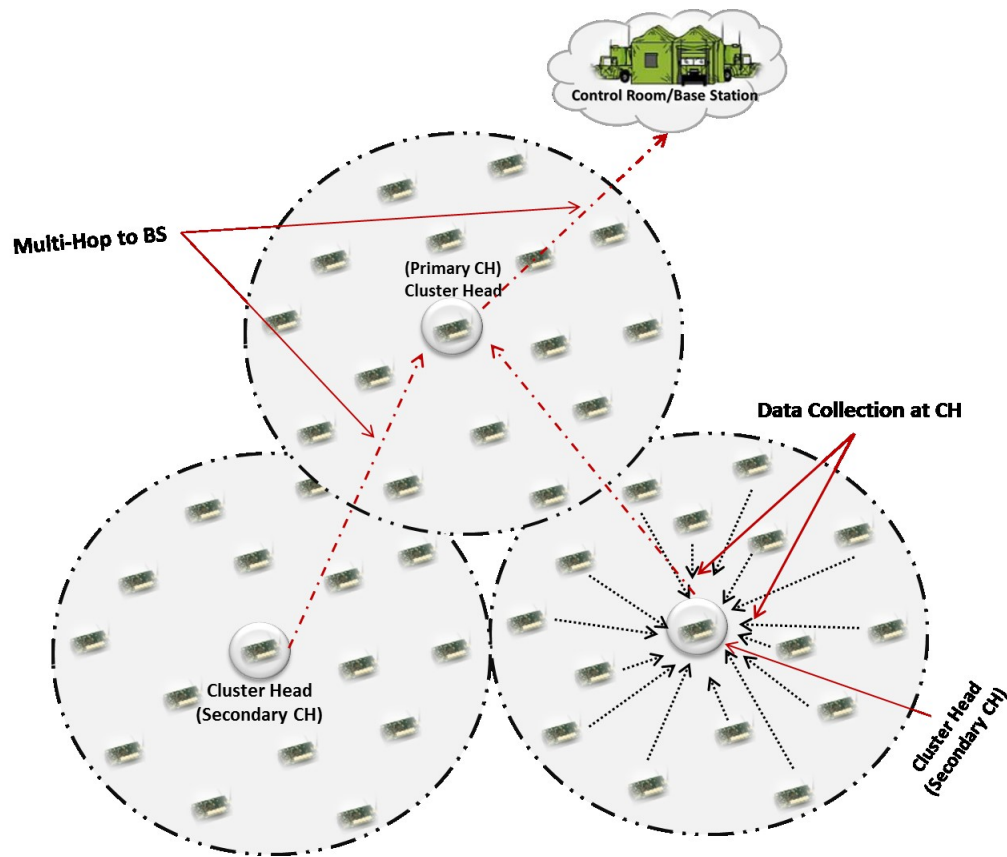 Control Room/Base Station
Multi-Hop to BS
(Primary CH)
Cluster Head
Data Collection at CH
Cluster Head
(Secondary CH)
Cluster Head
(Secondary CH)